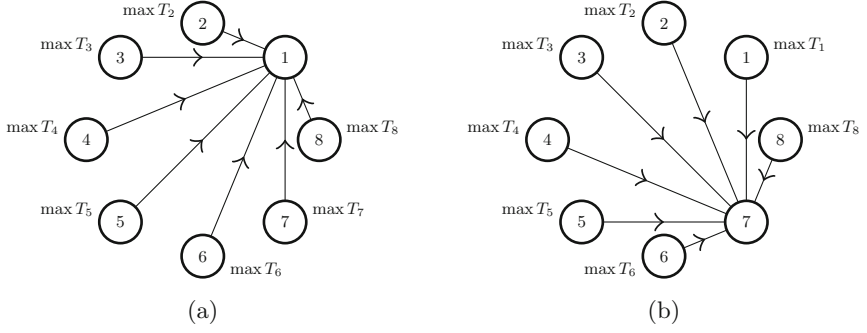 max T₂ 2
max T₃ 3 1
max T₄ 4 8 max T₈
max T₅ 5 7 max T₇
6 max T₆
(a)
max T₂ 2
max T₃ 3 1 max T₁
max T₄ 4 8 max T₈
max T₅ 5 7
max T₆ 6
(b)